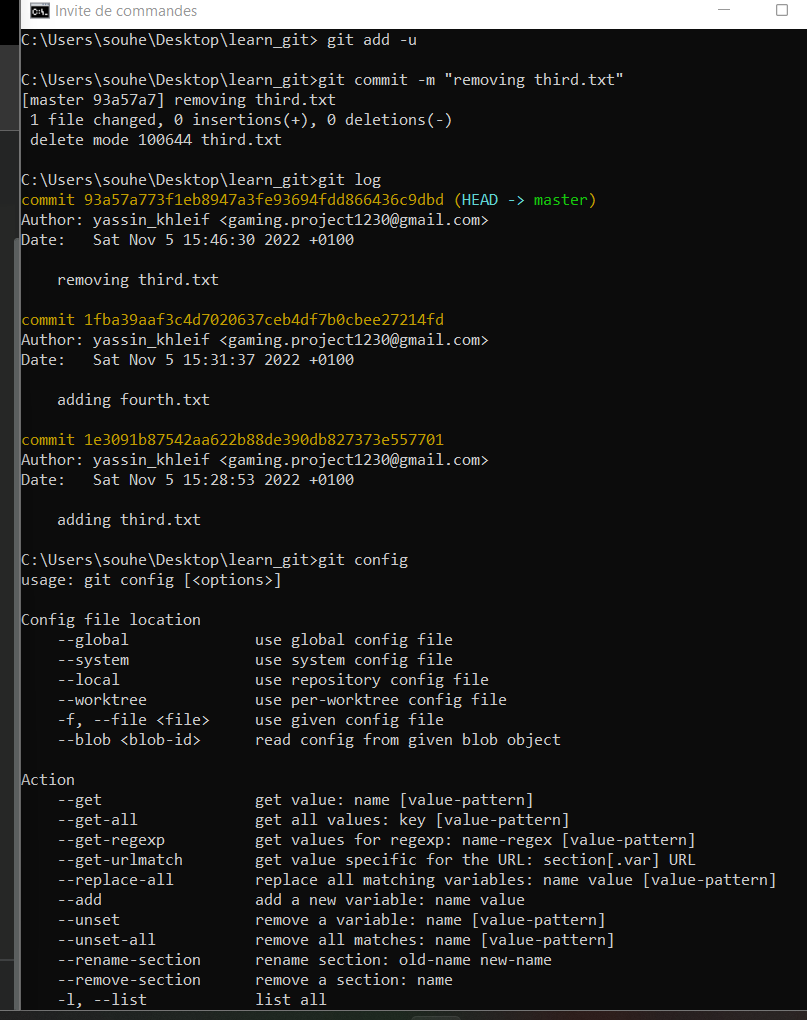 Invite de commandes
C:\Users\souhe\Desktop\learn_git> git add -u
C:\Users\souhe\Desktop\learn_git>git commit -m "removing third.txt"
[master 93a57a7] removing third.txt
 1 file changed, 0 insertions(+), 0 deletions(-)
 delete mode 100644 third.txt
C:\Users\souhe\Desktop\learn_git>git log
commit 93a57a773f1eb8947a3fe93694fdd866436c9dbd (HEAD -> master)
Author: yassin_khleif <gaming.project1230@gmail.com>
Date:   Sat Nov 5 15:46:30 2022 +0100
    removing third.txt
commit 1fba39aaf3c4d7020637ceb4df7b0cbee27214fd
Author: yassin_khleif <gaming.project1230@gmail.com>
Date:   Sat Nov 5 15:31:37 2022 +0100
    adding fourth.txt
commit 1e3091b87542aa622b88de390db827373e557701
Author: yassin_khleif <gaming.project1230@gmail.com>
Date:   Sat Nov 5 15:28:53 2022 +0100
    adding third.txt
C:\Users\souhe\Desktop\learn_git>git config
usage: git config [<options>]
Config file location
    --global              use global config file
    --system              use system config file
    --local               use repository config file
    --worktree            use per-worktree config file
    -f, --file <file>     use given config file
    --blob <blob-id>      read config from given blob object
Action
    --get                 get value: name [value-pattern]
    --get-all             get all values: key [value-pattern]
    --get-regexp          get values for regexp: name-regex [value-pattern]
    --get-urlmatch        get value specific for the URL: section[.var] URL
    --replace-all         replace all matching variables: name value [value-pattern]
    --add                 add a new variable: name value
    --unset               remove a variable: name [value-pattern]
    --unset-all           remove all matches: name [value-pattern]
    --rename-section      rename section: old-name new-name
    --remove-section      remove a section: name
    -l, --list            list all